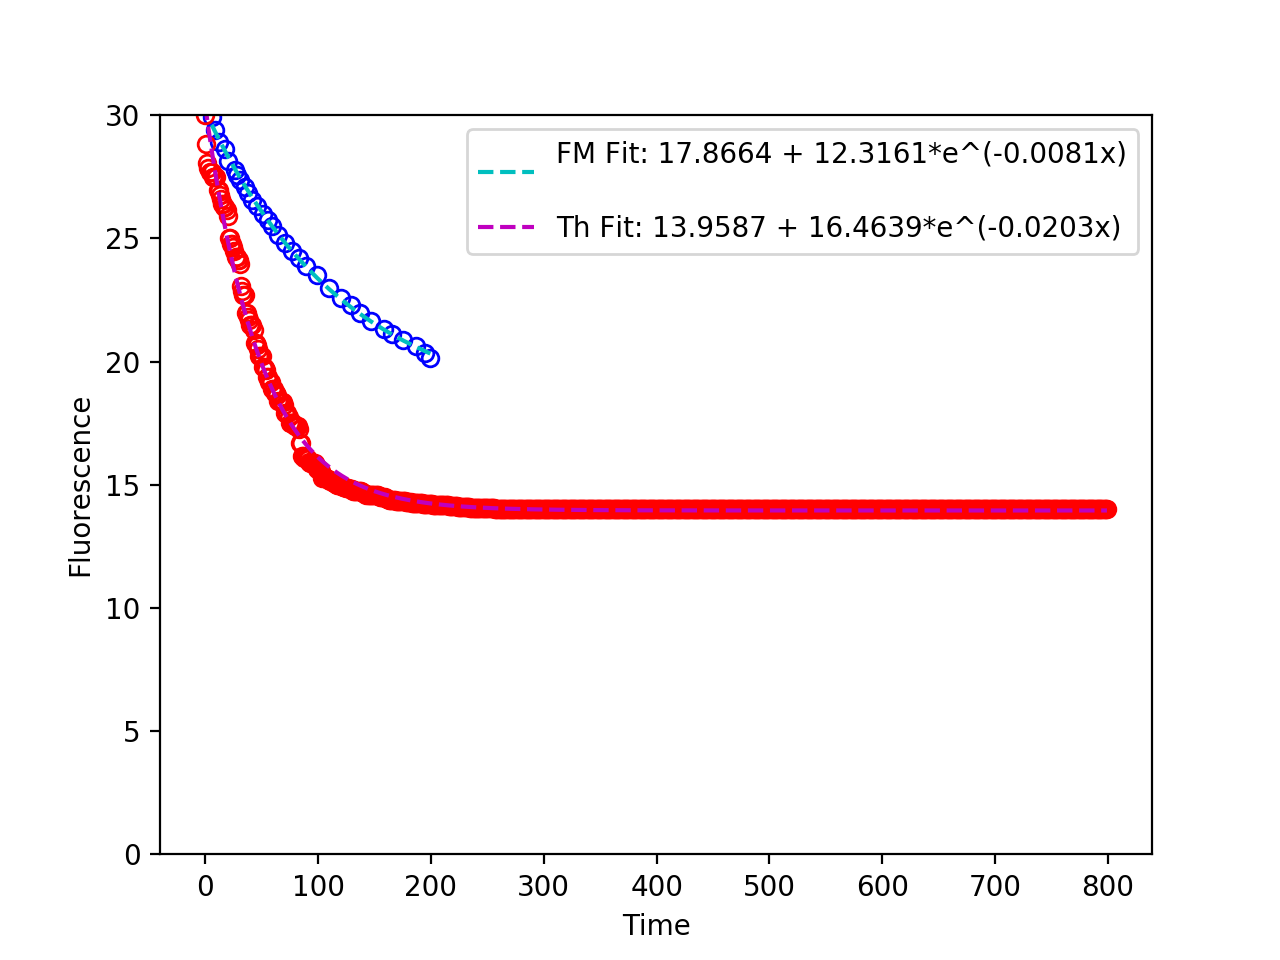 30
25
20
15
10
5
0
Fluorescence
FM Fit: 17.8664 + 12.3161*e^(-0.0081x)
Th Fit: 13.9587 + 16.4639*e^(-0.0203x)
0 100 200 300 400 500 600 700 800
Time